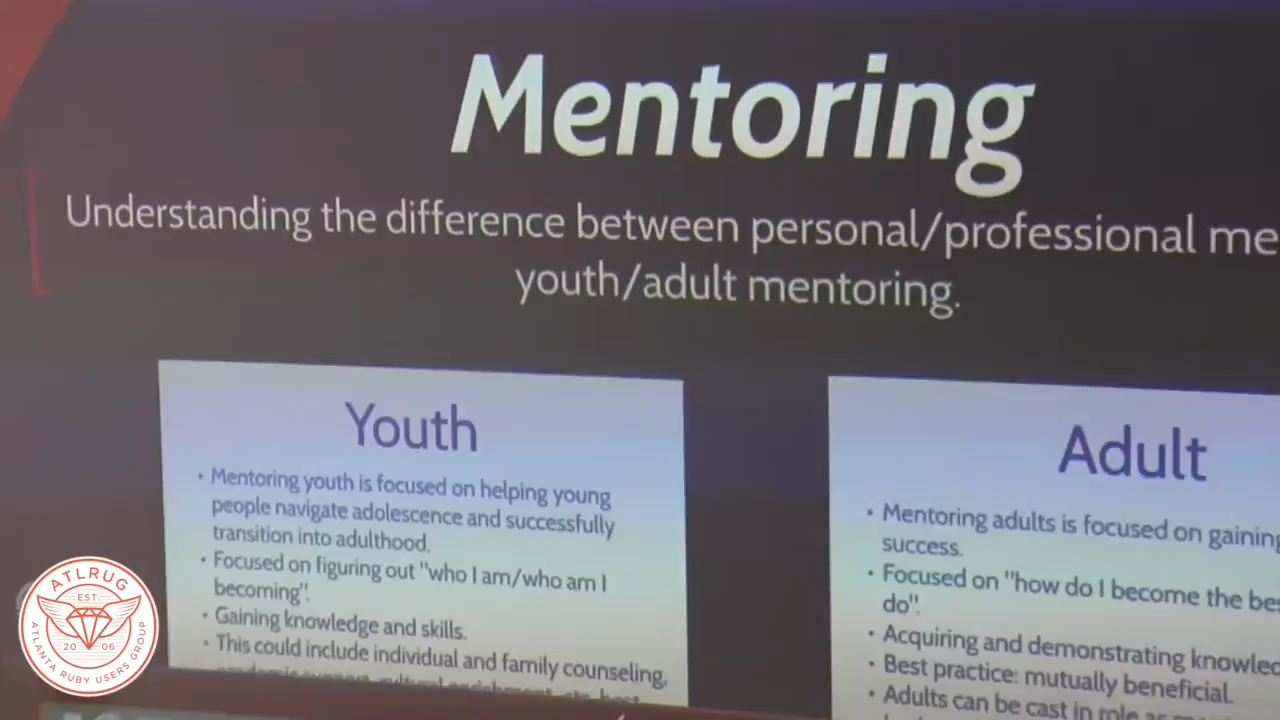 Mentoring
Understanding the difference between personal/professional
youth/adult mentoring.
Youth
• Mentoring youth is focused on helping young
people navigate adolescence and successfully
transition into adulthood.
• Focused on figuring out "who I am/who am I
becoming".
• Gaining knowledge and skills.
• This could include individual and family counseling,
Adult
• Mentoring adults is focused on gaining
success.
• Focused on "how do I become the
do".
• Acquiring and demonstrating
• Best practice: mutually beneficial.
• Adults can be cast in role as
ATLRUG
EST.
20 06
ATLANTA RUBY USERS GROUP